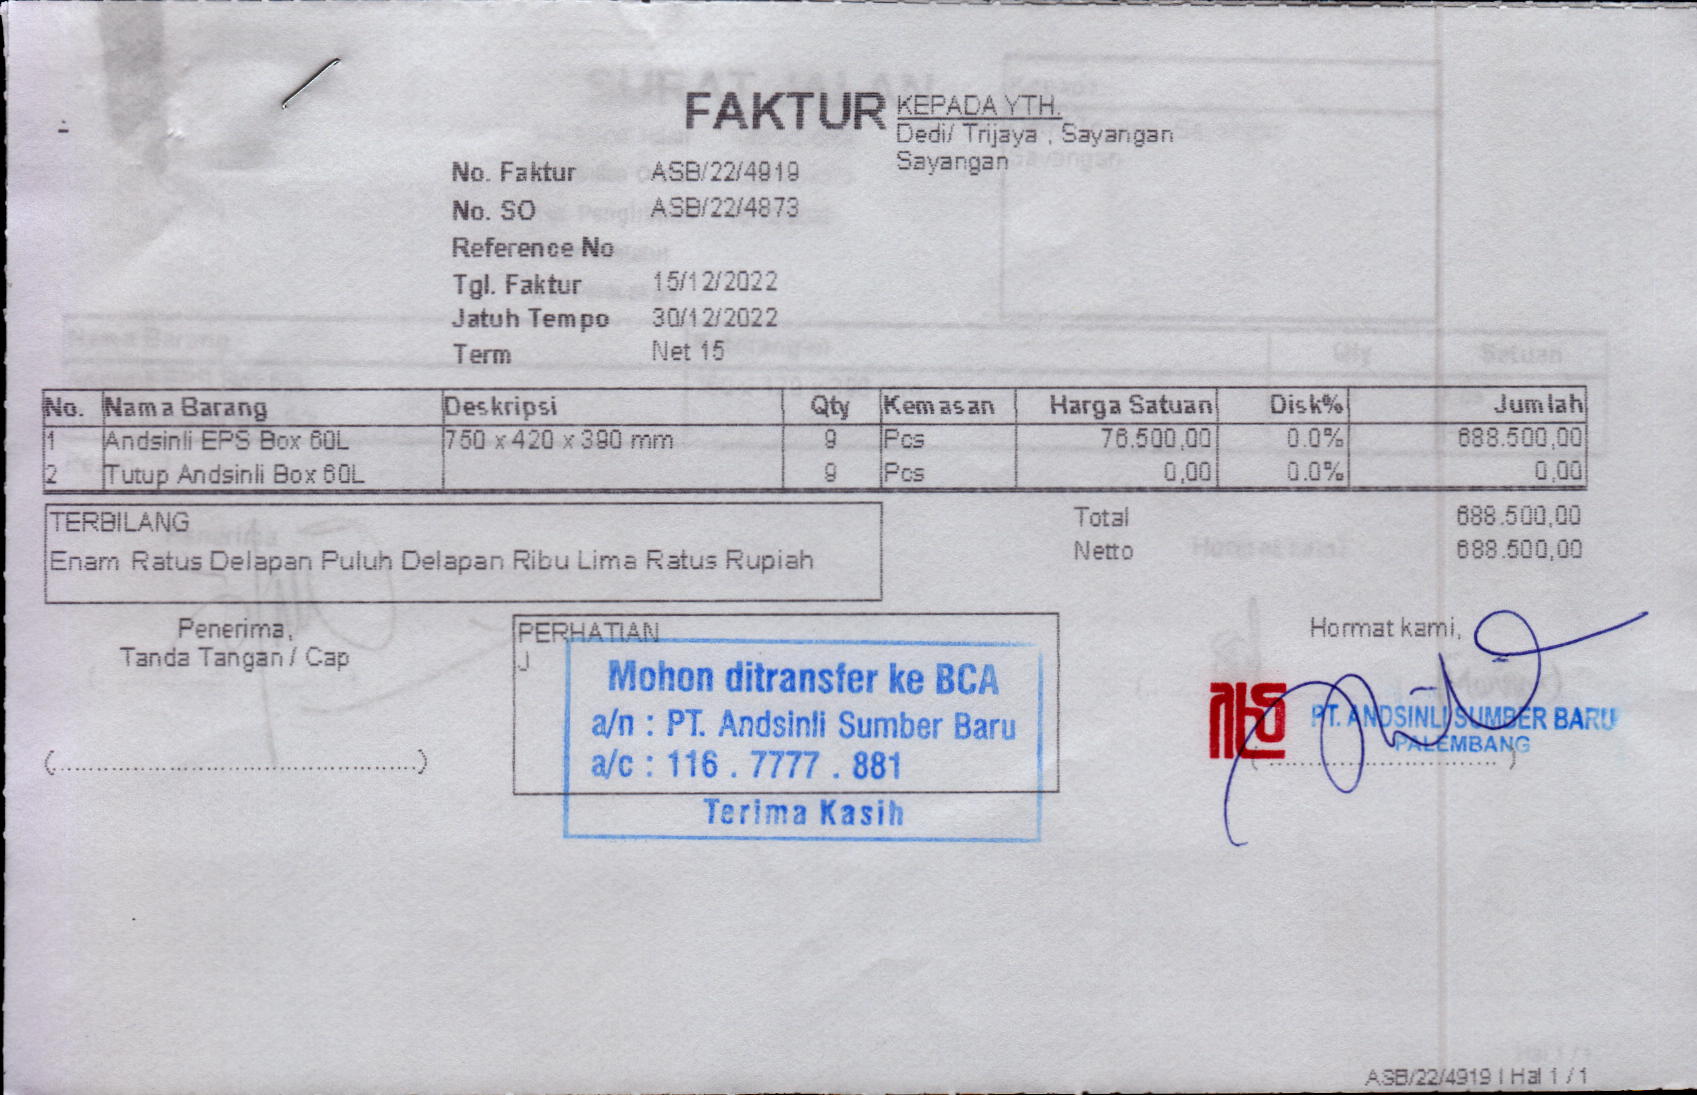 FAKTUR
KEPADA YTH.
Dedi/ Trijaya , Sayangan
Sayangan
No. Faktur ASB/22/4919
No. SO ASB/22/4873
Reference No
Tgl. Faktur 15/12/2022
Jatuh Tempo 30/12/2022
Term Net 15
No. Nama Barang Deskripsi Qty Kemasan Harga Satuan Disk% Jumlah
1 Andsinli EPS Box 60L 750 x 420 x 390 mm 9 Pcs 76.500,00 0.0% 688.500,00
2 Tutup Andsinli Box 60L 9 Pcs 0,00 0.0% 0,00
TERBILANG
Enam Ratus Delapan Puluh Delapan Ribu Lima Ratus Rupiah
Total 688.500,00
Netto 688.500,00
Penerima,
Tanda Tangan / Cap
(........................................................)
PERHATIAN
J
Mohon ditransfer ke BCA
a/n : PT. Andsinli Sumber Baru
a/c : 116 . 7777 . 881
Terima Kasih
Hormat kami,
PT. ANDSINLI SUMBER BARU
PALEMBANG
(....................................)
ASB/22/4919 | Hal 1 / 1